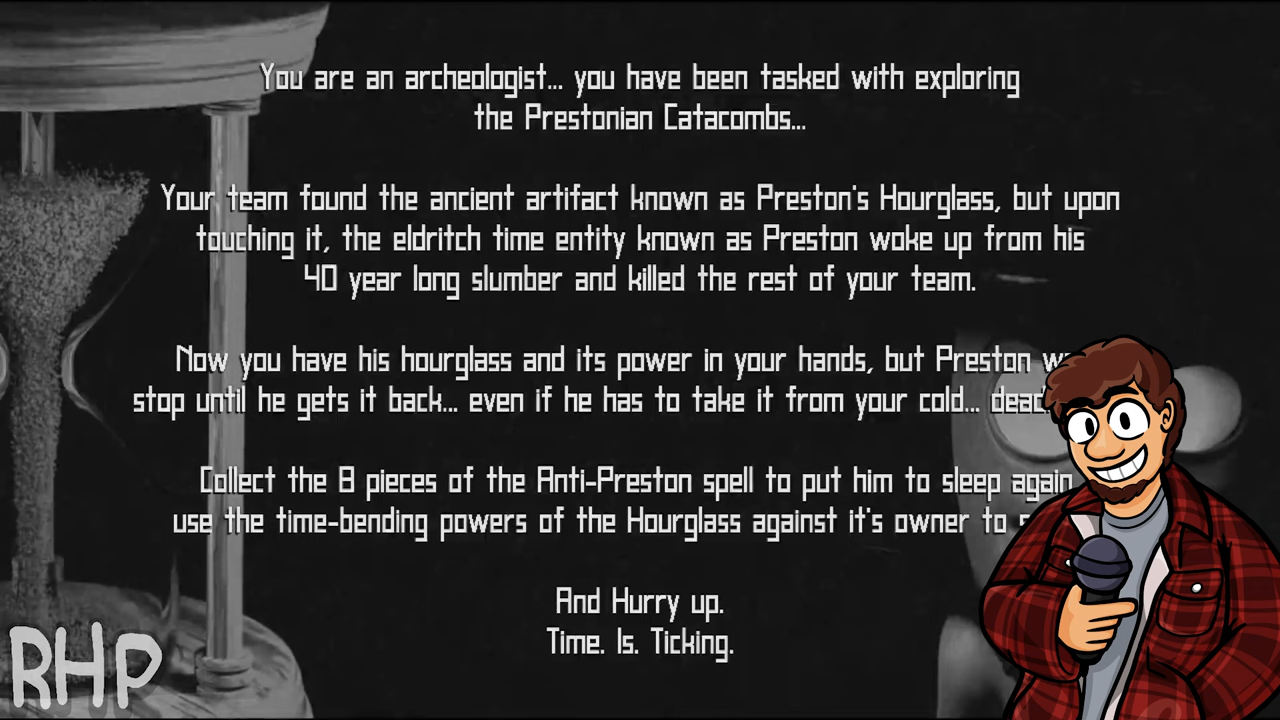 You are an archeologist... you have been tasked with exploring
the Prestonian Catacombs...
Your team found the ancient artifact known as Preston's Hourglass, but upon
touching it, the eldritch time entity known as Preston woke up from his
40 year long slumber and killed the rest of your team.
Now you have his hourglass and its power in your hands, but Preston
stop until he gets it back... even if he has to take it from your cold...
Collect the 8 pieces of the Anti-Preston spell to put him to sleep again
use the time-bending powers of the Hourglass against it's owner to
And Hurry up.
Time. Is. Ticking.
RHP